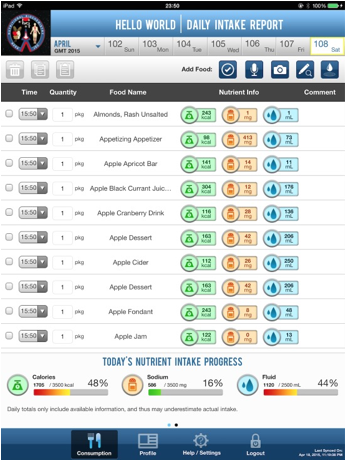 iPad 23:50 100%
HELLO WORLD | DAILY INTAKE REPORT
APRIL
GMT 2015
102 Sun 103 Mon 104 Tue 105 Wed 106 Thu 107 Fri 108 Sat
Add Food:
Time Quantity Food Name Nutrient Info Comment
15:50 1 pkg Almonds, Rash Unsalted 243 kcal 1 mg 1 mL
15:50 1 pkg Appetizing Appetizer 96 kcal 413 mg 73 mL
15:50 1 pkg Apple Apricot Bar 141 kcal 14 mg 11 mL
15:50 1 pkg Apple Black Currant Juic... 304 kcal 12 mg 179 mL
15:50 1 pkg Apple Cranberry Drink 116 kcal 28 mg 136 mL
15:50 1 pkg Apple Dessert 163 kcal 42 mg 206 mL
15:50 1 pkg Apple Cider 112 kcal 26 mg 250 mL
15:50 1 pkg Apple Dessert 163 kcal 42 mg 206 mL
15:50 1 pkg Apple Fondant 243 kcal 8 mg 48 mL
15:50 1 pkg Apple Jam 122 kcal 0 mg 13 mL
TODAY'S NUTRIENT INTAKE PROGRESS
Calories Sodium Fluid
1705 / 3500 kcal 48% 586 / 3500 mg 16% 1120 / 2500 mL 44%
Daily totals only include available information, and thus may underestimate actual intake.
Consumption Profile Help / Settings Logout
Last Synced On: